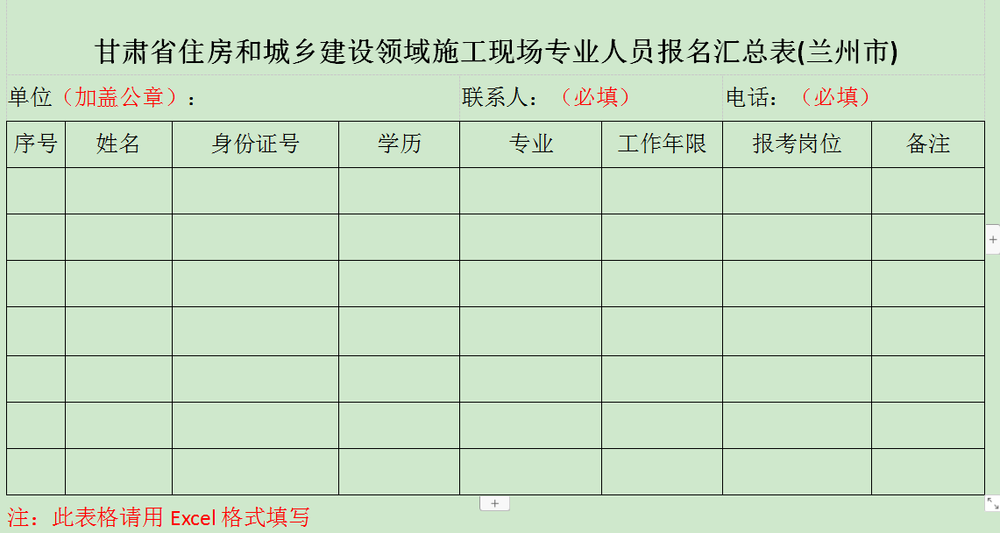 甘肃省住房和城乡建设领域施工现场专业人员报名汇总表(兰州市)
单位（加盖公章）： 联系人：（必填） 电话：（必填）
序号 姓名 身份证号 学历 专业 工作年限 报考岗位 备注
注：此表格请用 Excel 格式填写